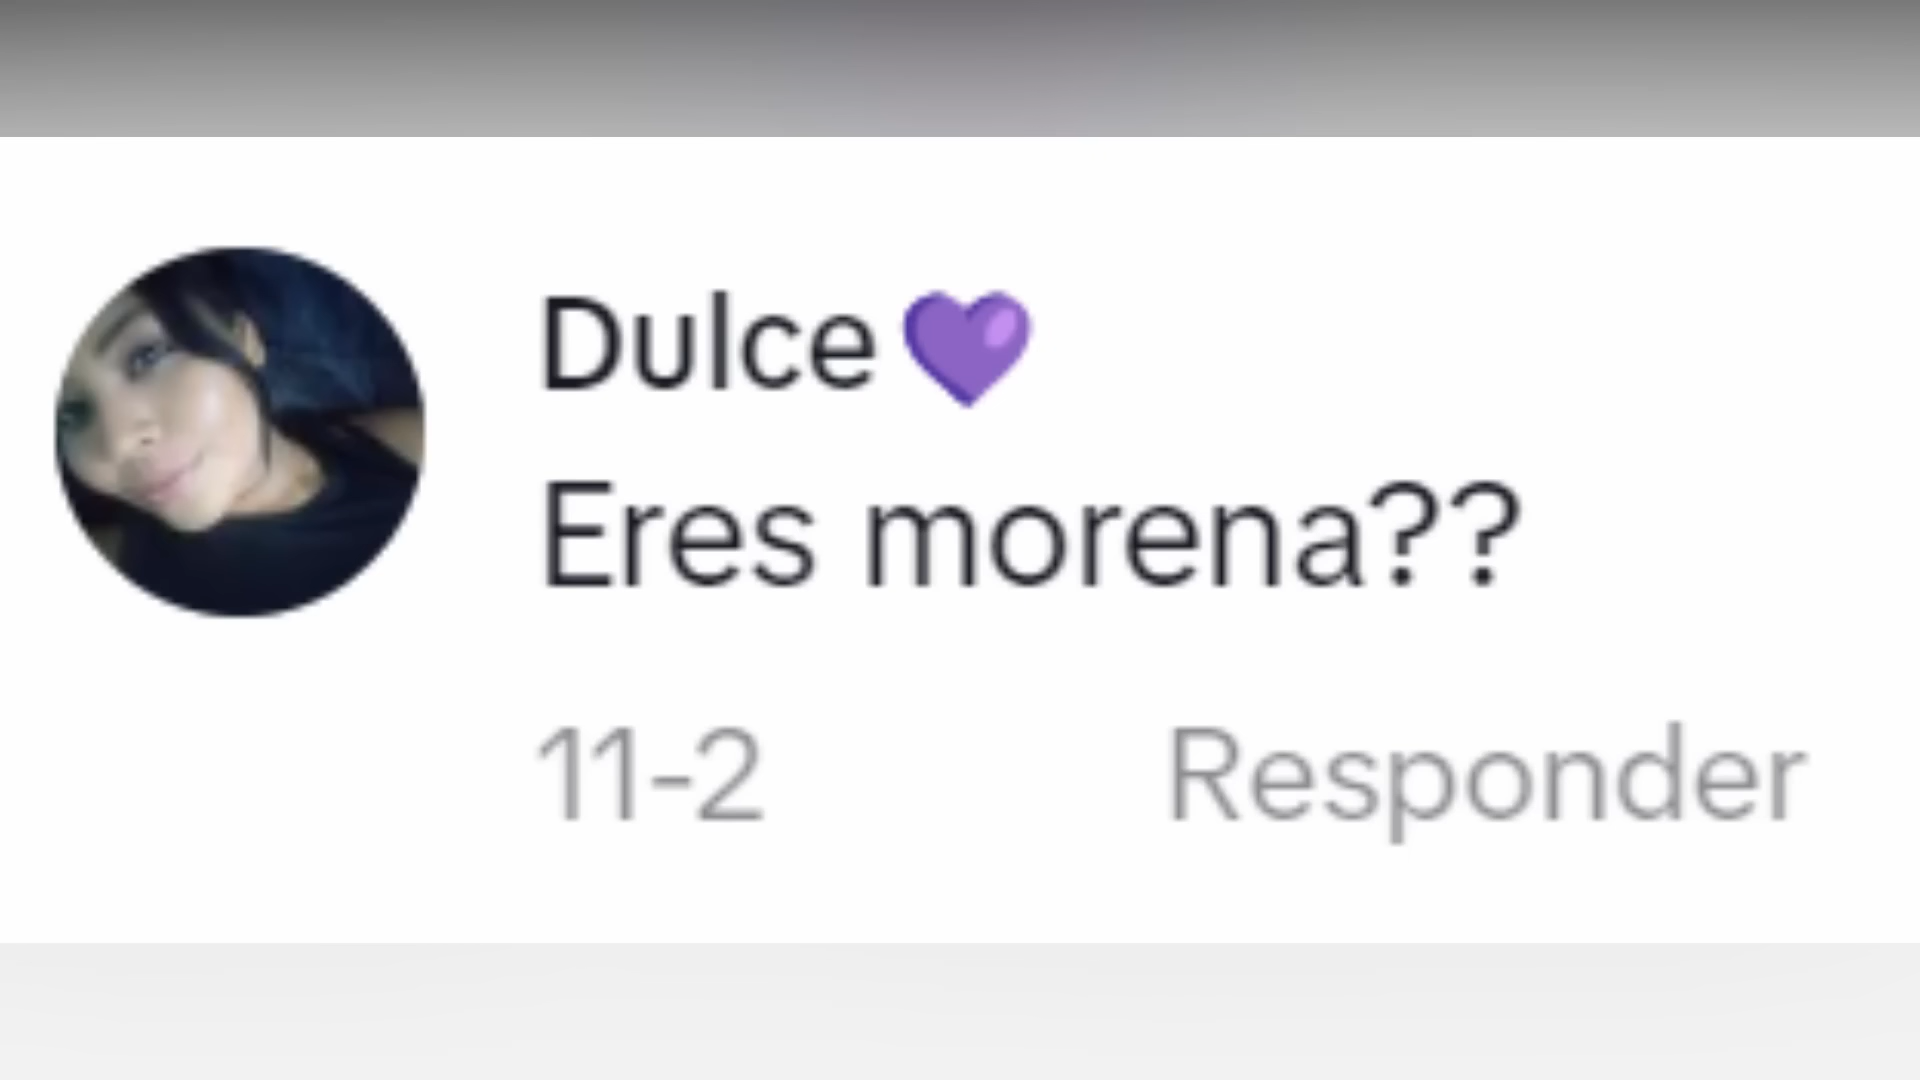 Dulce💜
Eres morena??
11-2 Responder